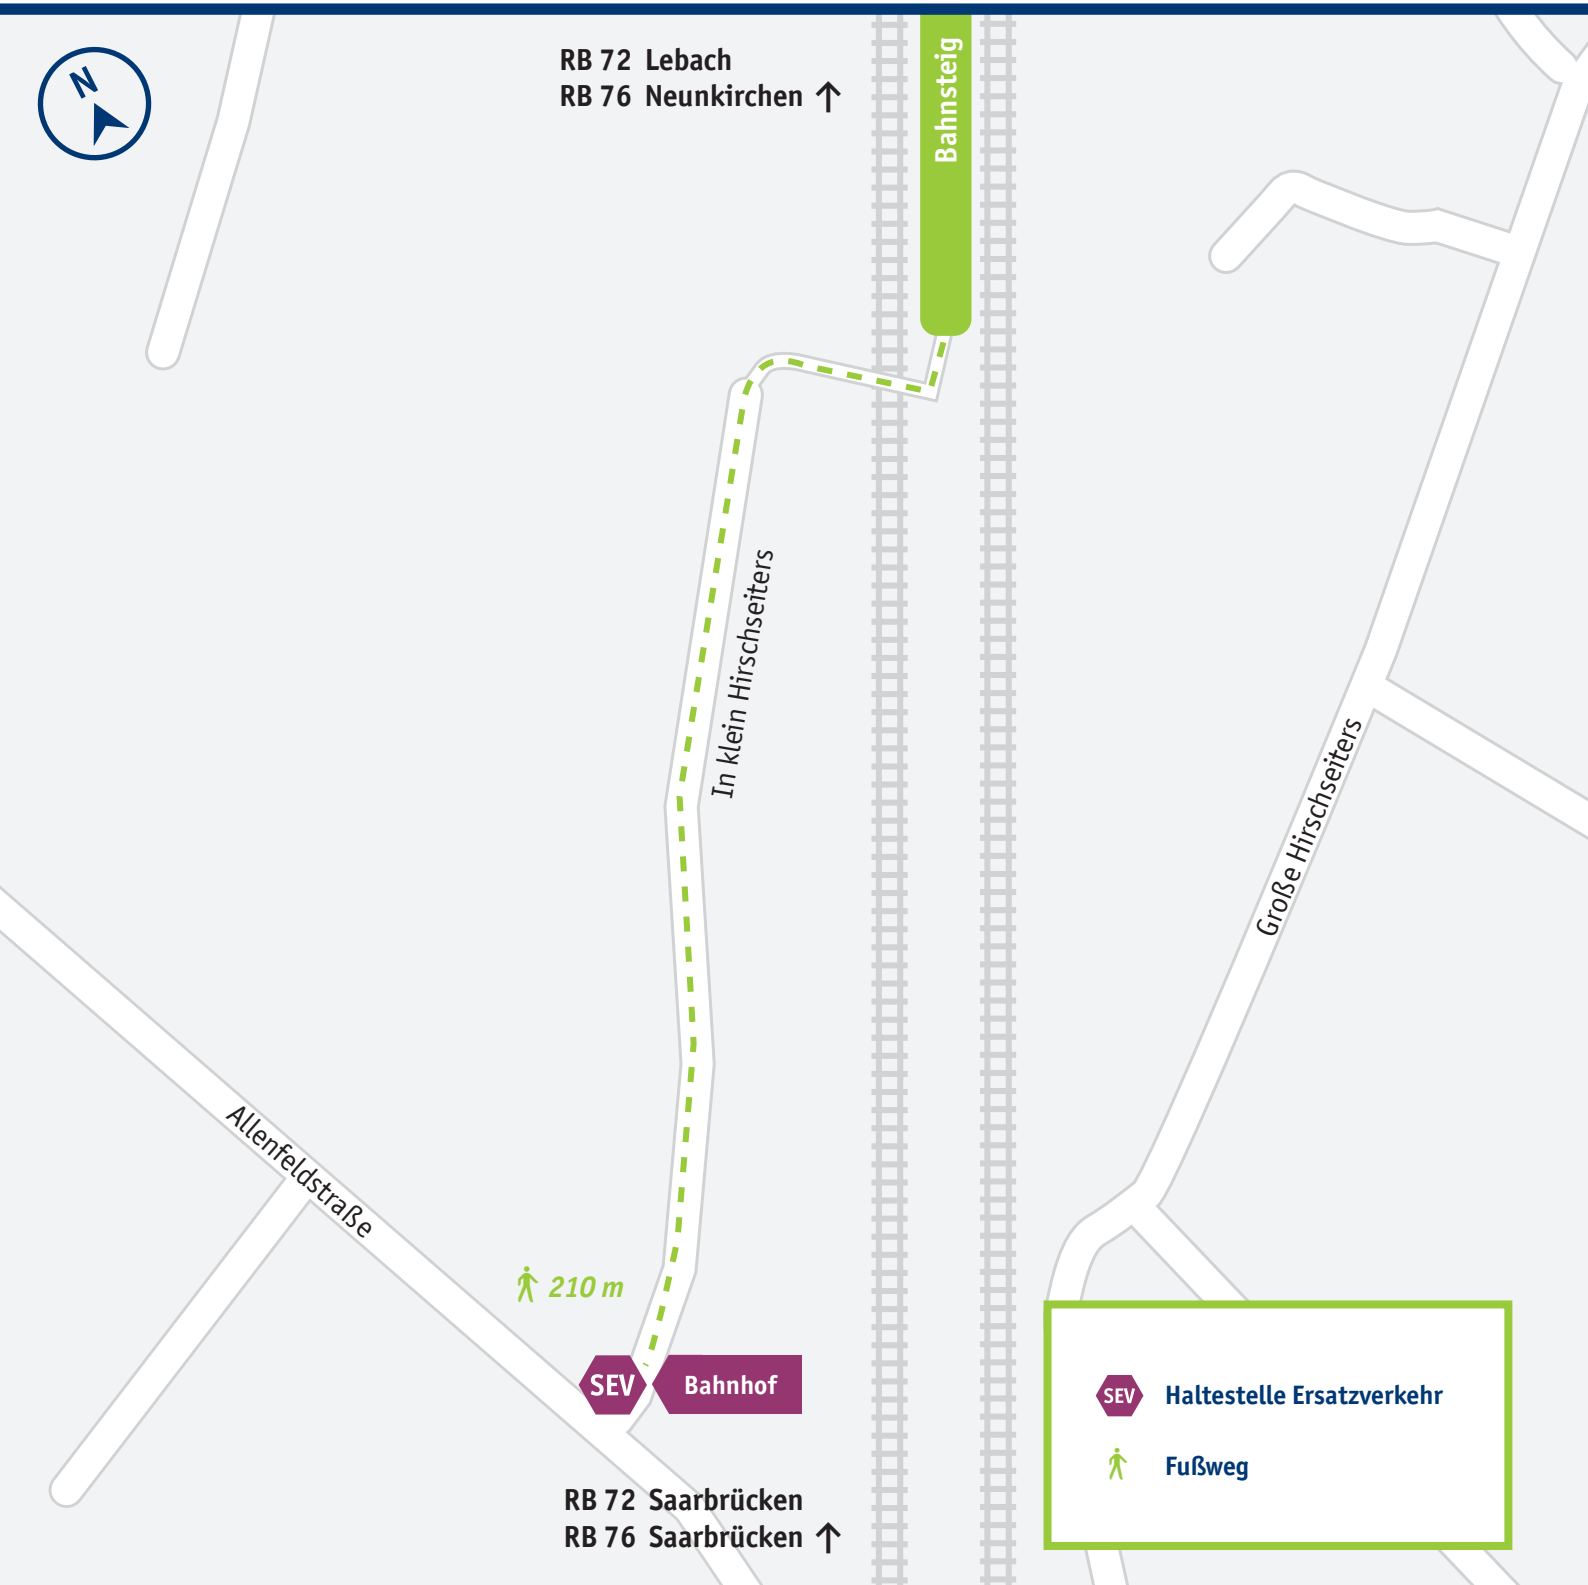 N
RB 72 Lebach
RB 76 Neunkirchen ↑
Bahnsteig
In klein Hirschseiters
Große Hirschseiters
Allenfeldstraße
210 m
SEV
Bahnhof
RB 72 Saarbrücken
RB 76 Saarbrücken ↑
SEV Haltestelle Ersatzverkehr
Fußweg